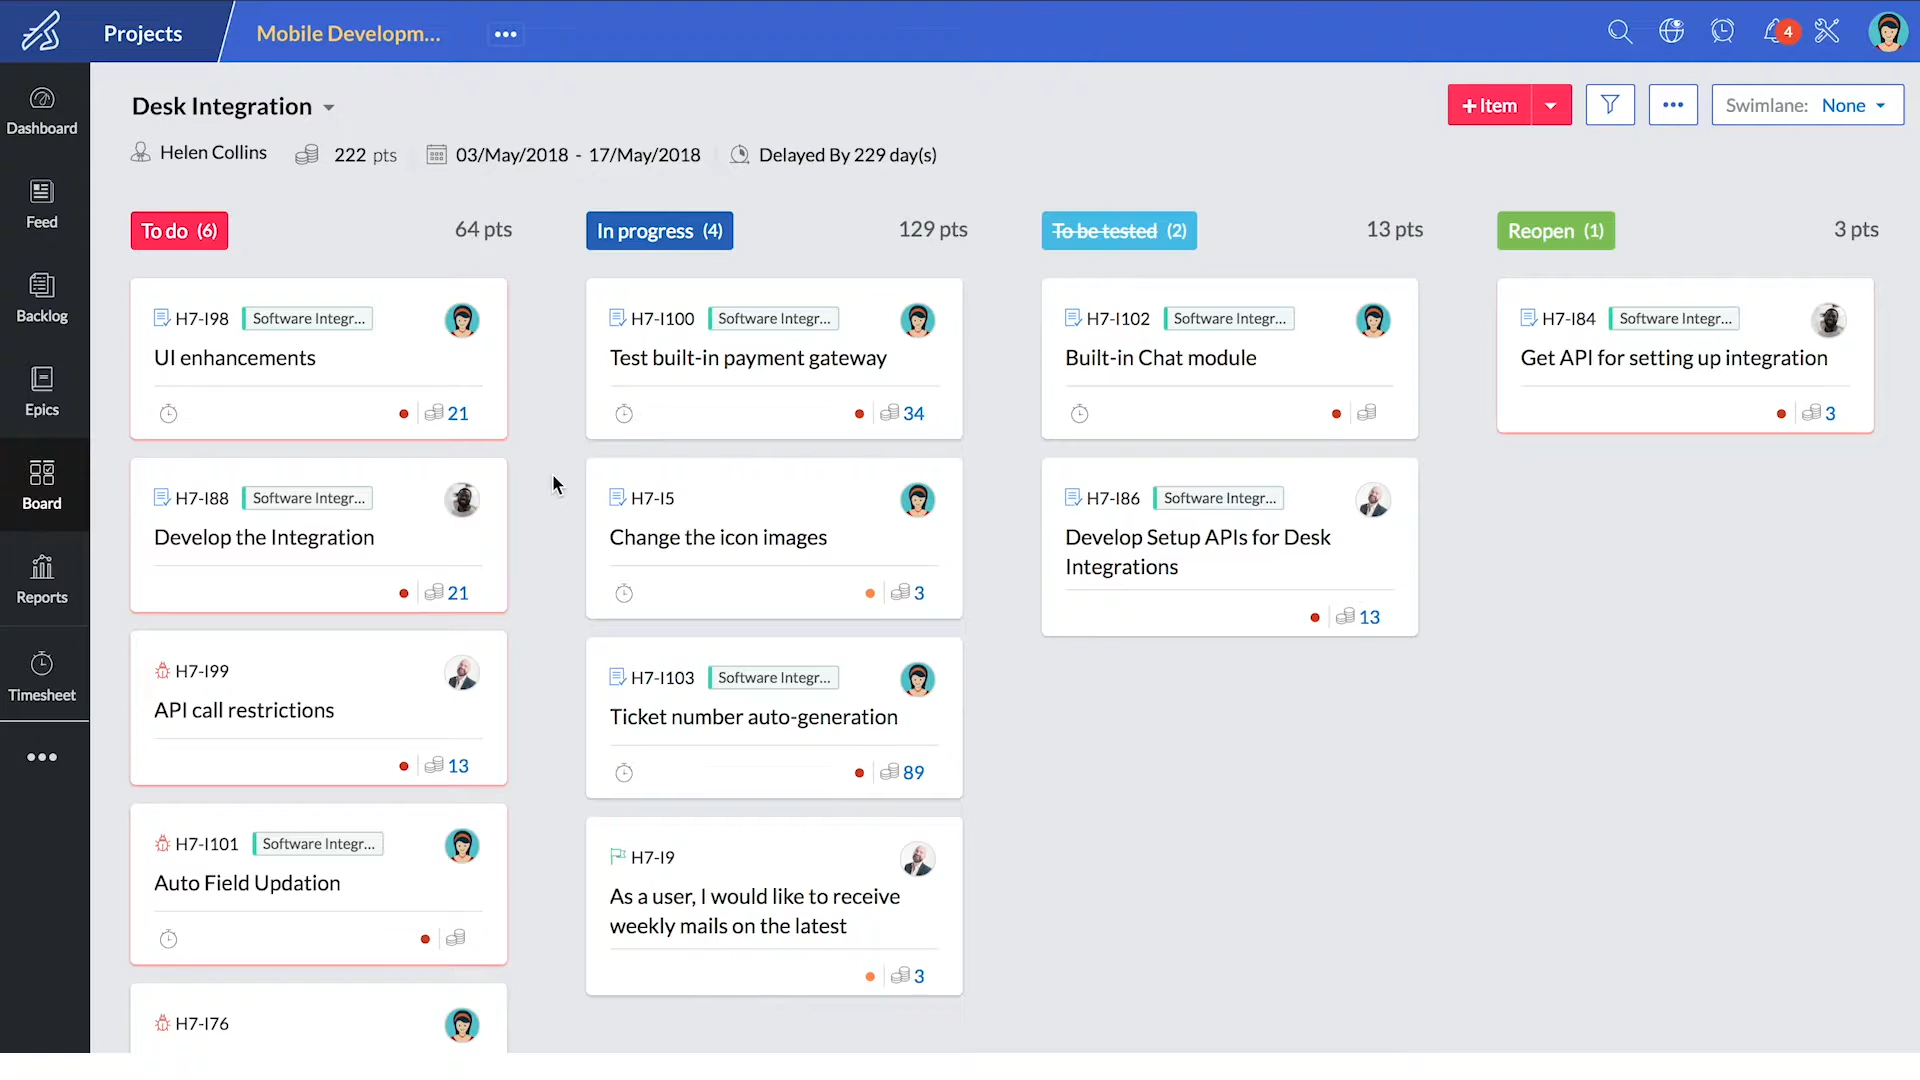 Projects
Mobile Developm...
4
Dashboard
Feed
Backlog
Epics
Board
Reports
Timesheet
Desk Integration
+ Item
Swimlane: None
Helen Collins
222 pts
03/May/2018 - 17/May/2018
Delayed By 229 day(s)
To do (6)
64 pts
H7-I98
Software Integr...
UI enhancements
21
H7-I88
Software Integr...
Develop the Integration
21
H7-I99
API call restrictions
13
H7-I101
Software Integr...
Auto Field Updation
H7-I76
In progress (4)
129 pts
H7-I100
Software Integr...
Test built-in payment gateway
34
H7-I5
Change the icon images
3
H7-I103
Software Integr...
Ticket number auto-generation
89
H7-I9
As a user, I would like to receive
weekly mails on the latest
3
To be tested (2)
13 pts
H7-I102
Software Integr...
Built-in Chat module
H7-I86
Software Integr...
Develop Setup APIs for Desk
Integrations
13
Reopen (1)
3 pts
H7-I84
Software Integr...
Get API for setting up integration
3